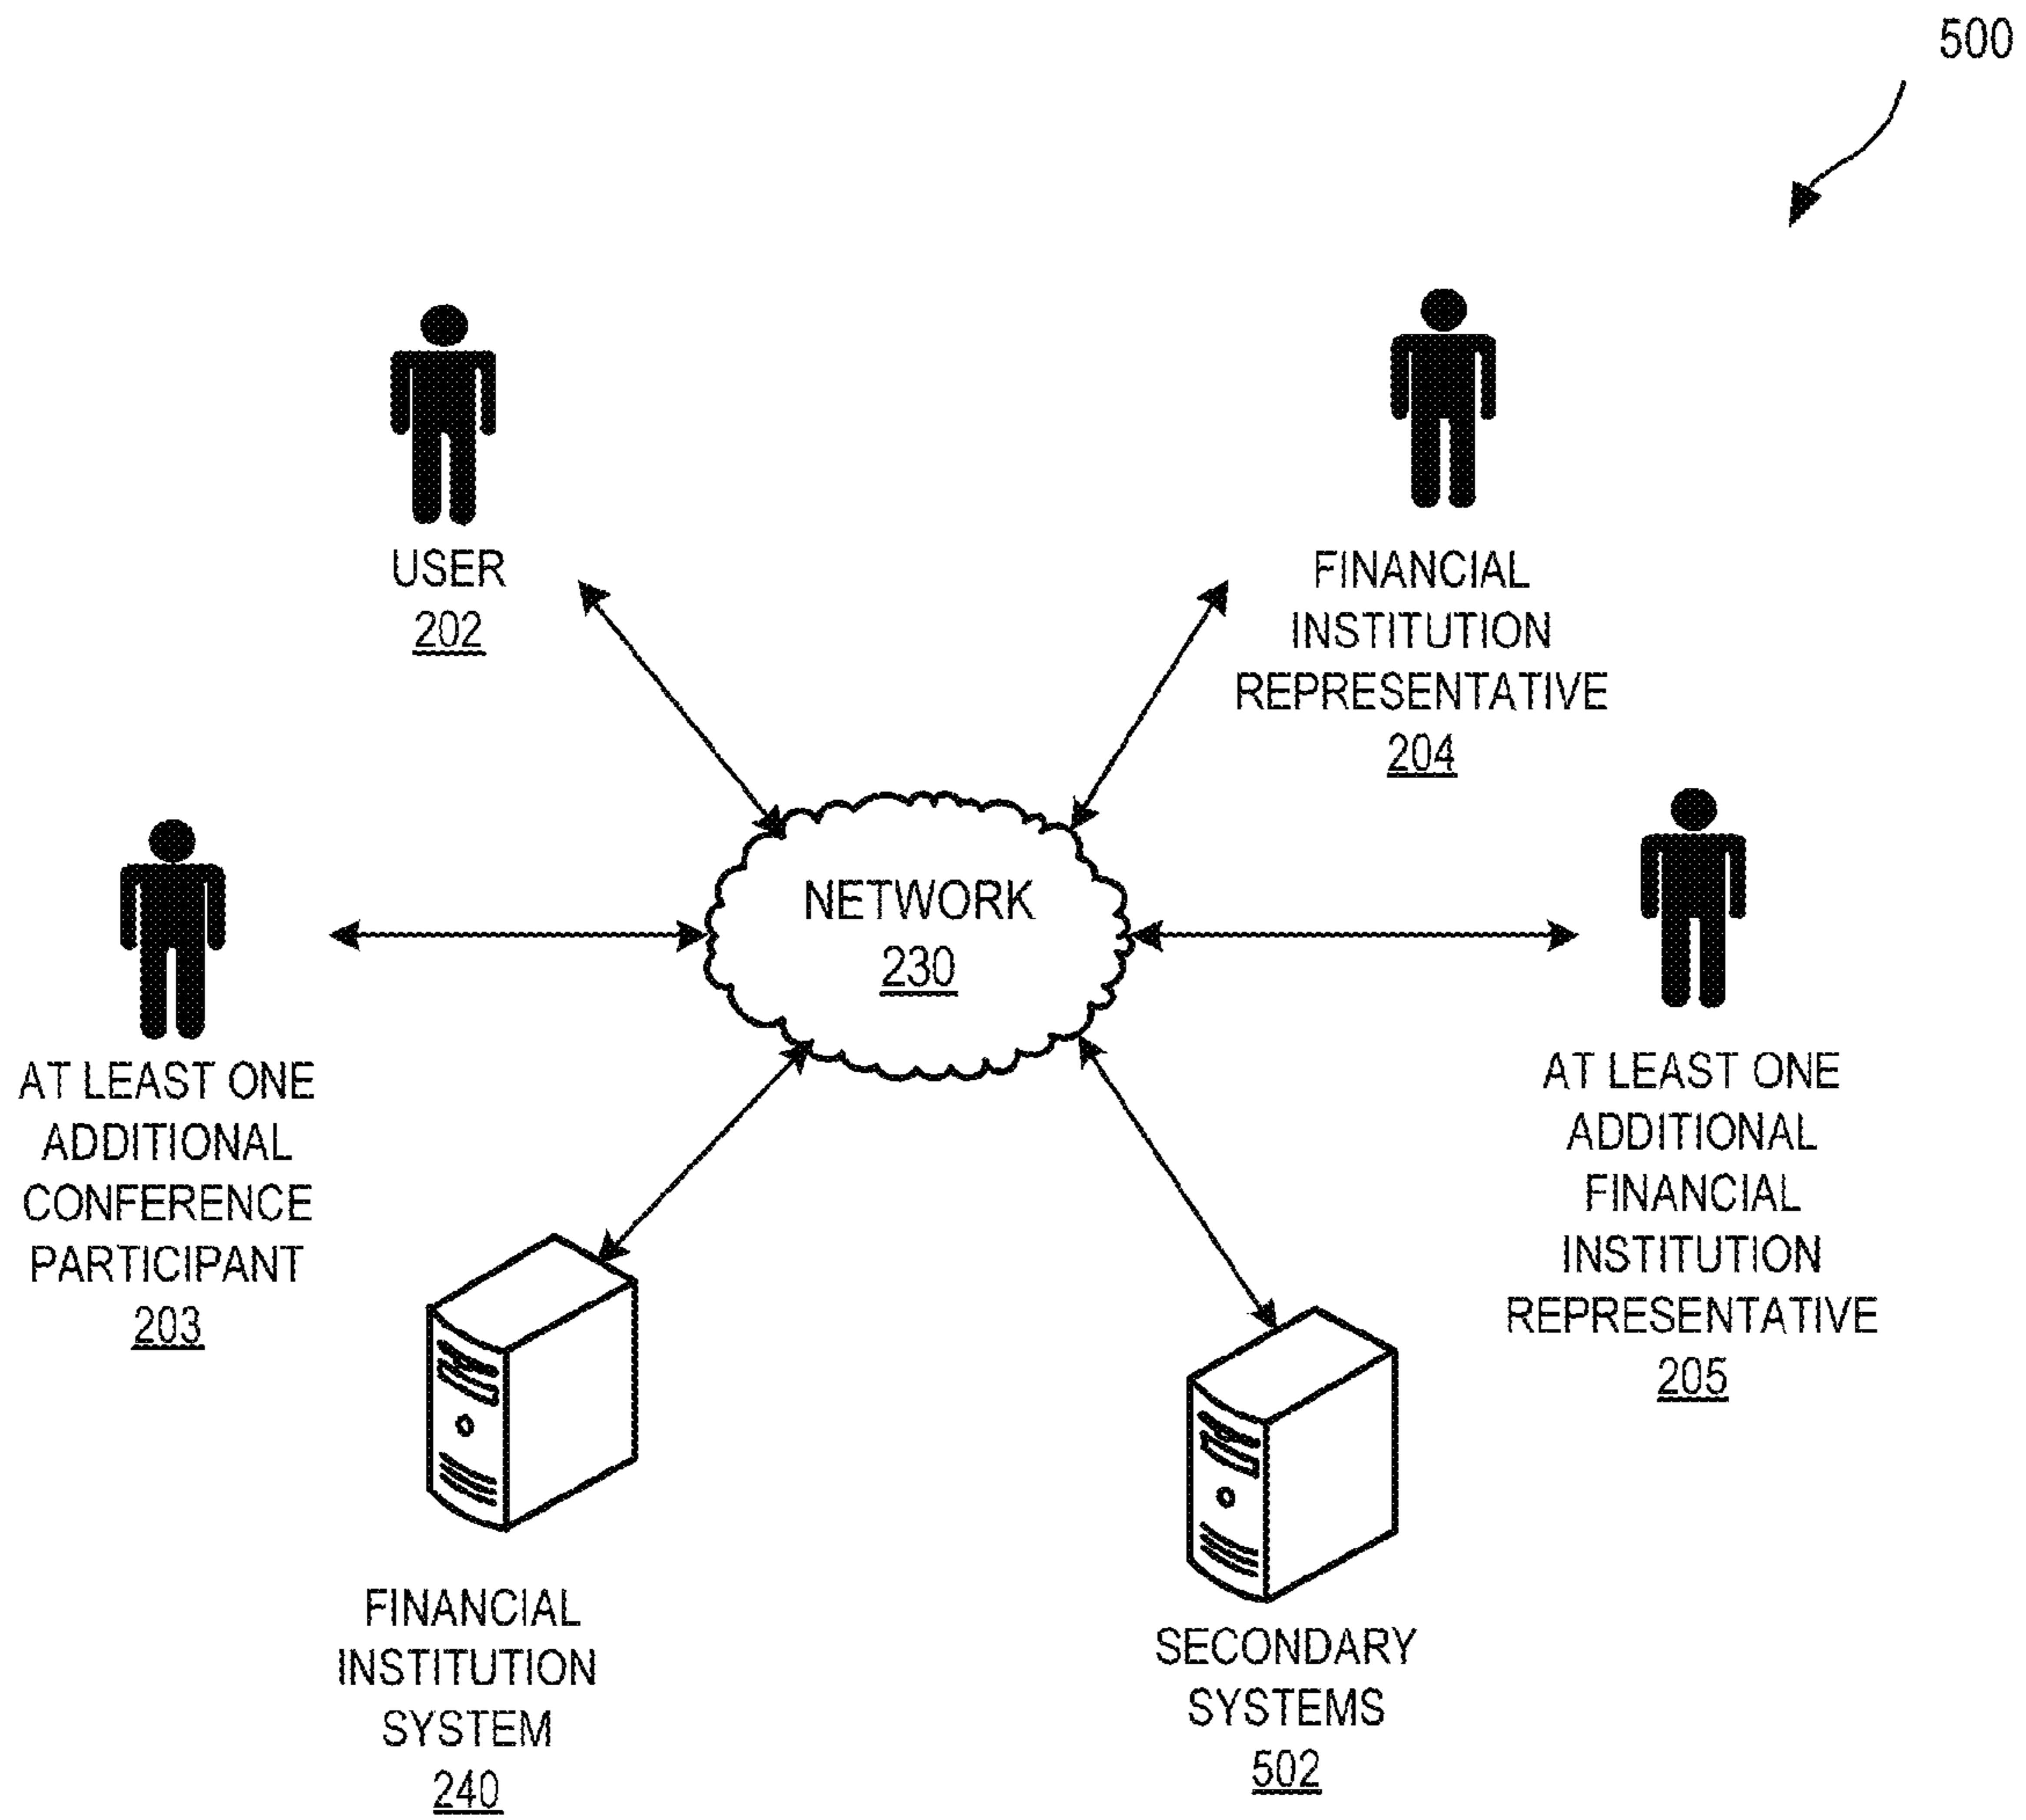 500
USER
202
FINANCIAL
INSTITUTION
REPRESENTATIVE
204
NETWORK
230
AT LEAST ONE
ADDITIONAL
CONFERENCE
PARTICIPANT
203
AT LEAST ONE
ADDITIONAL
FINANCIAL
INSTITUTION
REPRESENTATIVE
205
FINANCIAL
INSTITUTION
SYSTEM
240
SECONDARY
SYSTEMS
502